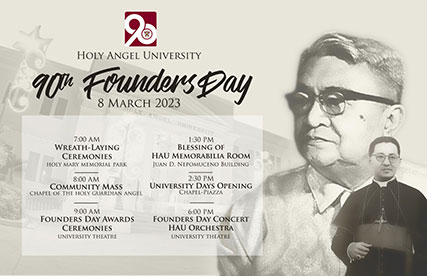 90
HOLY ANGEL UNIVERSITY
90th Founders Day
8 MARCH 2023
7:00 AM
WREATH-LAYING
CEREMONIES
HOLY MARY MEMORIAL PARK
8:00 AM
COMMUNITY MASS
CHAPEL OF THE HOLY GUARDIAN ANGEL
9:00 AM
FOUNDERS DAY AWARDS
CEREMONIES
UNIVERSITY THEATRE
1:30 PM
BLESSING OF
HAU MEMORABILIA ROOM
JUAN D. NEPOMUCENO BUILDING
2:30 PM
UNIVERSITY DAYS OPENING
CHAPEL-PIAZZA
6:00 PM
FOUNDERS DAY CONCERT
HAU ORCHESTRA
UNIVERSITY THEATRE